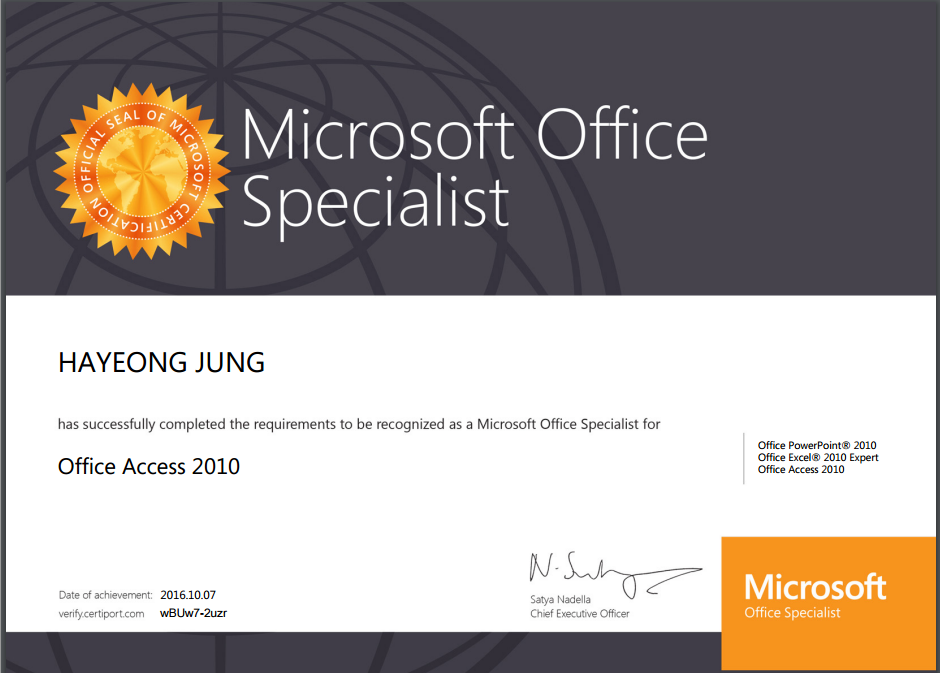 OFFICIAL SEAL OF MICROSOFT CERTIFICATION
Microsoft Office
Specialist
HAYEONG JUNG
has successfully completed the requirements to be recognized as a Microsoft Office Specialist for
Office Access 2010
Office PowerPoint® 2010
Office Excel® 2010 Expert
Office Access 2010
Date of achievement: 2016.10.07
verify.certiport.com wBUw7-2uzr
Satya Nadella
Chief Executive Officer
Microsoft
Office Specialist